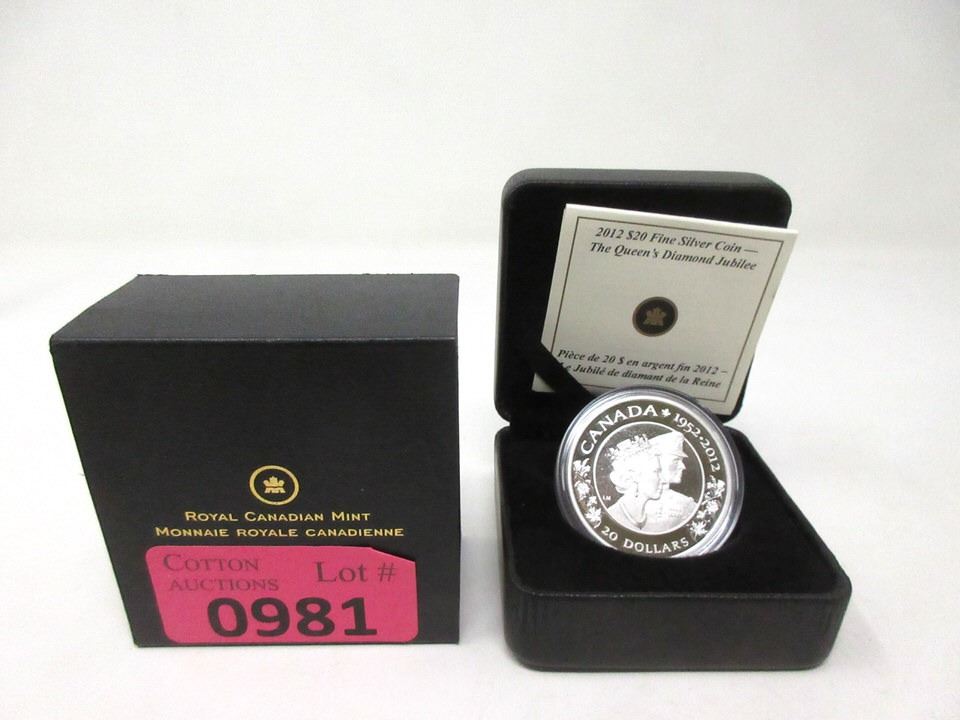 ROYAL CANADIAN MINT
MONNAIE ROYALE CANADIENNE
COTTON
AUCTIONS
Lot #
0981
2012 $20 Fine Silver Coin —
The Queen's Diamond Jubilee
Pièce de 20 $ en argent fin 2012 –
Le Jubilé de diamant de la Reine
CANADA 1952·2012
20 DOLLARS